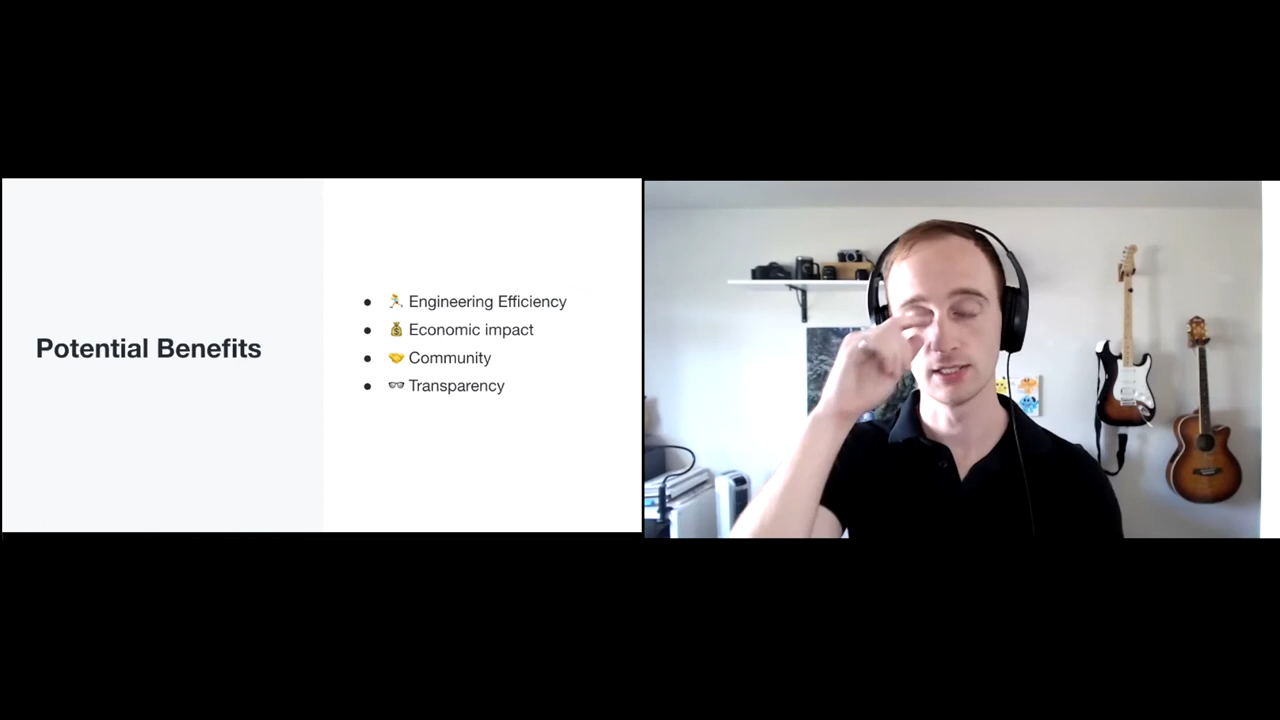 Potential Benefits
● 🏃 Engineering Efficiency
● 💰 Economic impact
● 🤝 Community
● 👓 Transparency